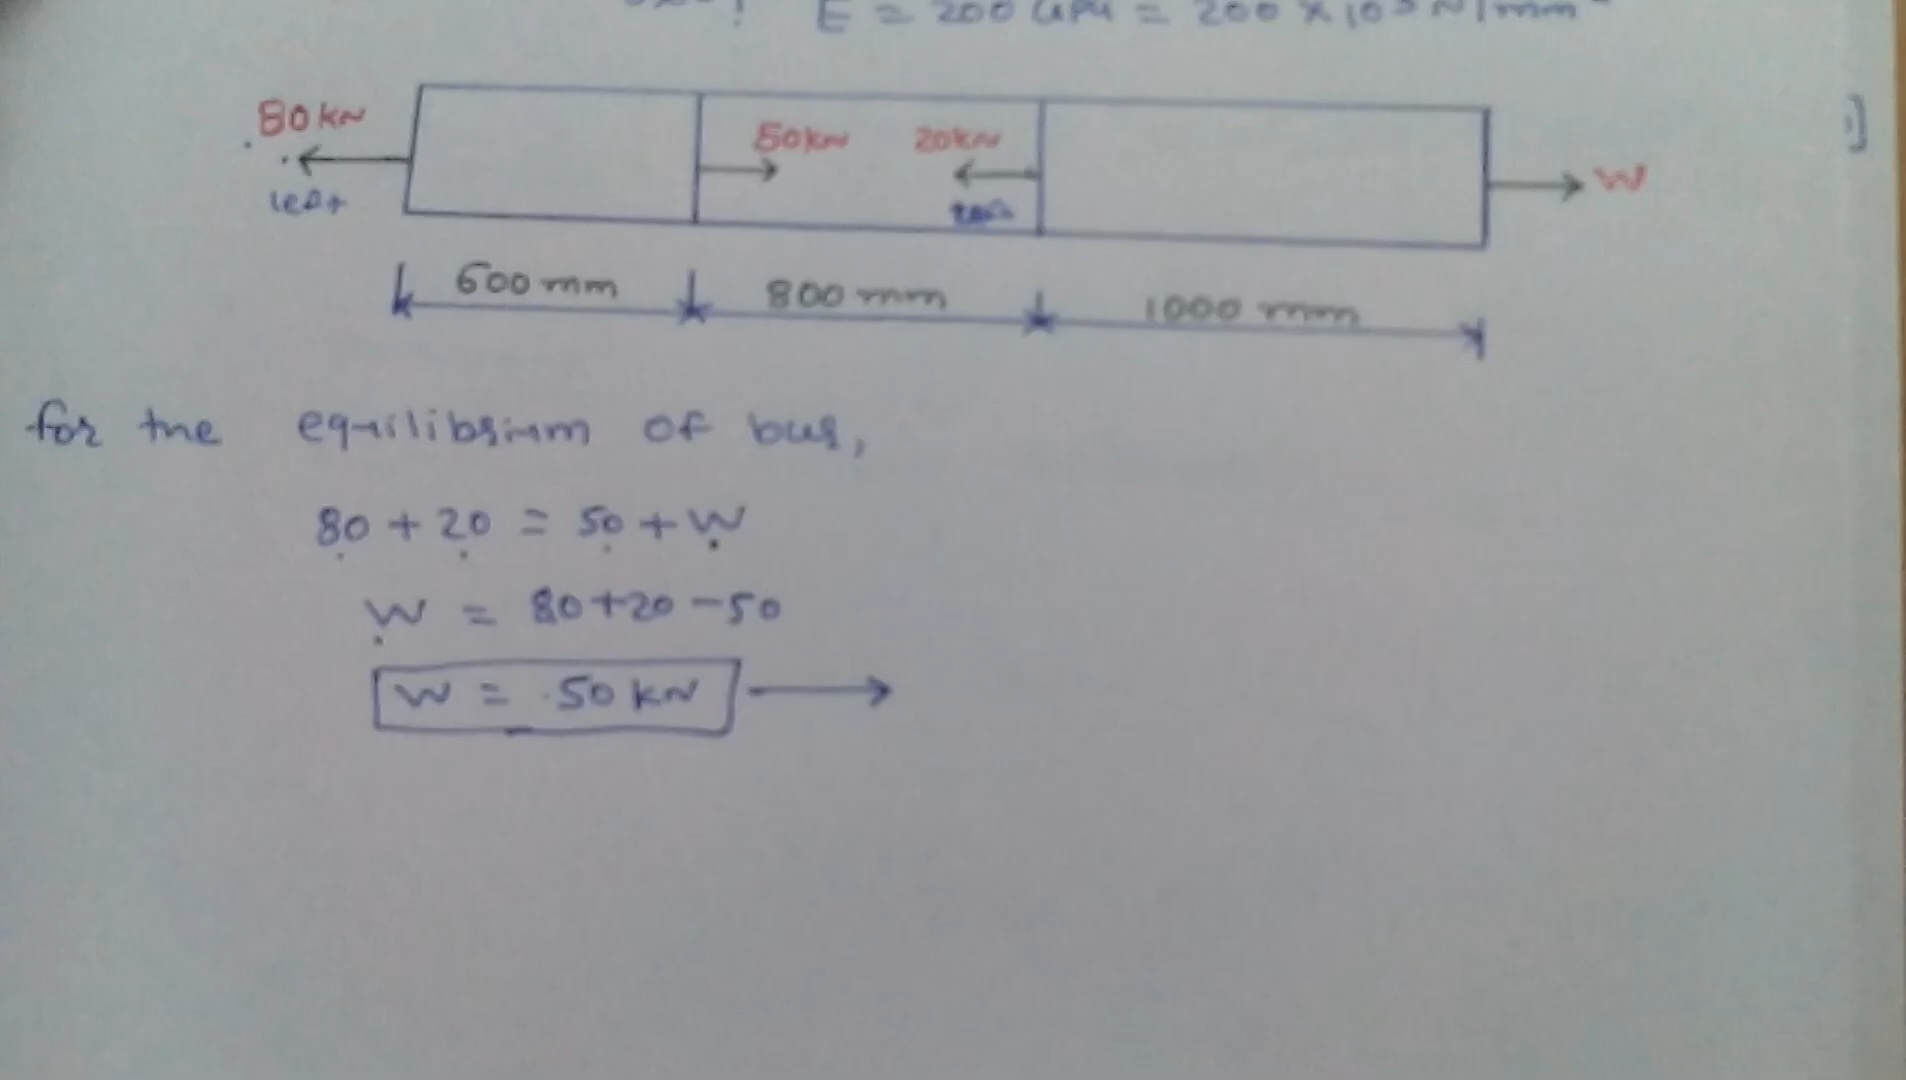 E = 200 GPa = 200 × 10³ N/mm²
80 kN
50 kN
20 kN
W
left
600 mm
800 mm
1000 mm
for the equilibrium of bar,
80 + 20 = 50 + W
W = 80 + 20 - 50
W = 50 kN